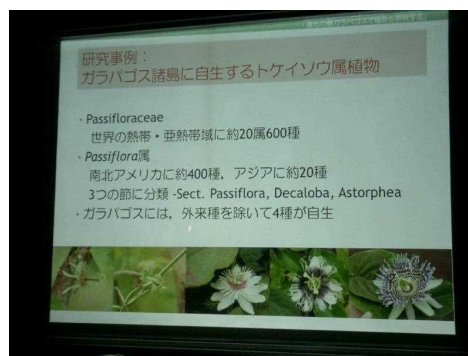 研究事例:
ガラパゴス諸島に自生するトケイソウ属植物
・Passifloraceae
世界の熱帯・亜熱帯域に約20属600種
・Passiflora属
南北アメリカに約400種，アジアに約20種
3つの節に分類 -Sect. Passiflora, Decaloba, Astorphea
・ガラパゴスには，外来種を除いて4種が自生